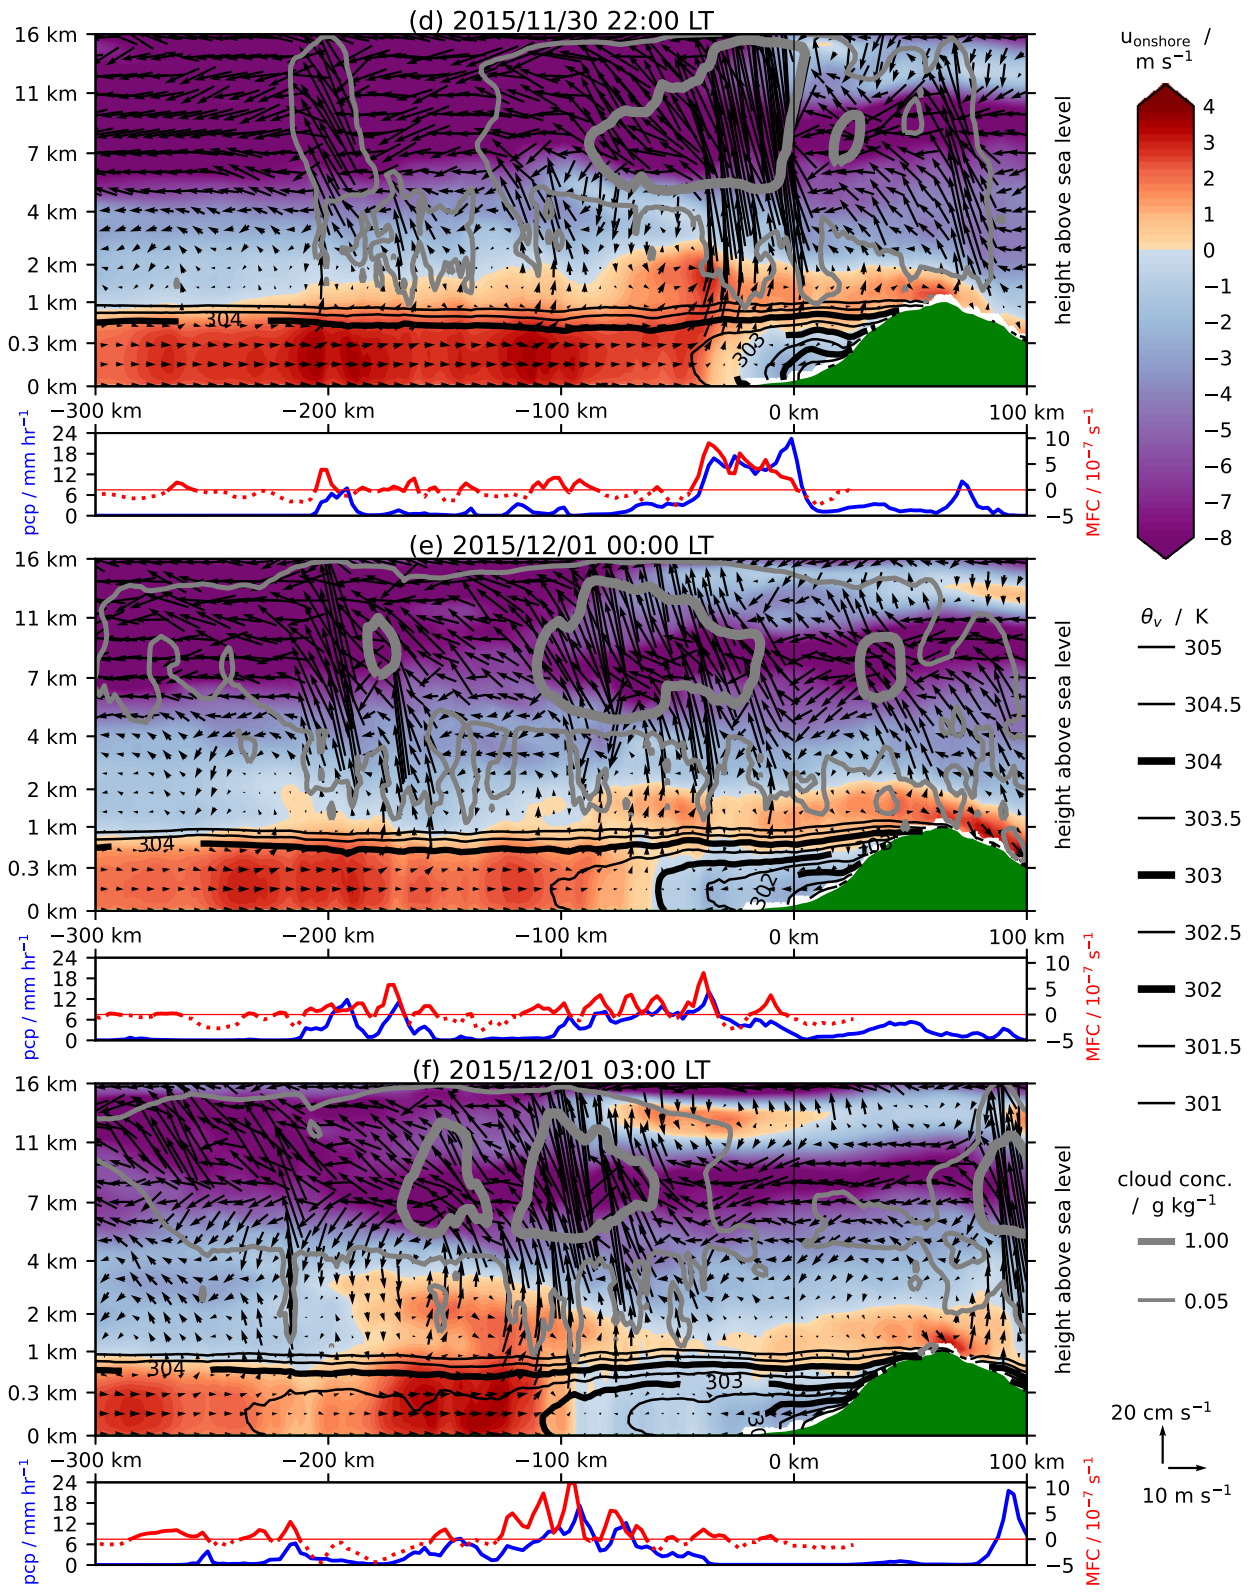 (d) 2015/11/30 22:00 LT
16 km
11 km
7 km
4 km
2 km
1 km
0.3 km
0 km
304
303
height above sea level
−300 km
−200 km
−100 km
0 km
100 km
pcp / mm hr⁻¹
24
18
12
6
0
10
5
0
−5
MFC / 10⁻⁷ s⁻¹
(e) 2015/12/01 00:00 LT
16 km
11 km
7 km
4 km
2 km
1 km
0.3 km
0 km
304
302
303
height above sea level
−300 km
−200 km
−100 km
0 km
100 km
pcp / mm hr⁻¹
24
18
12
6
0
10
5
0
−5
MFC / 10⁻⁷ s⁻¹
(f) 2015/12/01 03:00 LT
16 km
11 km
7 km
4 km
2 km
1 km
0.3 km
0 km
304
303
height above sea level
−300 km
−200 km
−100 km
0 km
100 km
pcp / mm hr⁻¹
24
18
12
6
0
10
5
0
−5
MFC / 10⁻⁷ s⁻¹
u_onshore /
m s⁻¹
4
3
2
1
0
−1
−2
−3
−4
−5
−6
−7
−8
θ_v / K
305
304.5
304
303.5
303
302.5
302
301.5
301
cloud conc.
/ g kg⁻¹
1.00
0.05
20 cm s⁻¹
10 m s⁻¹